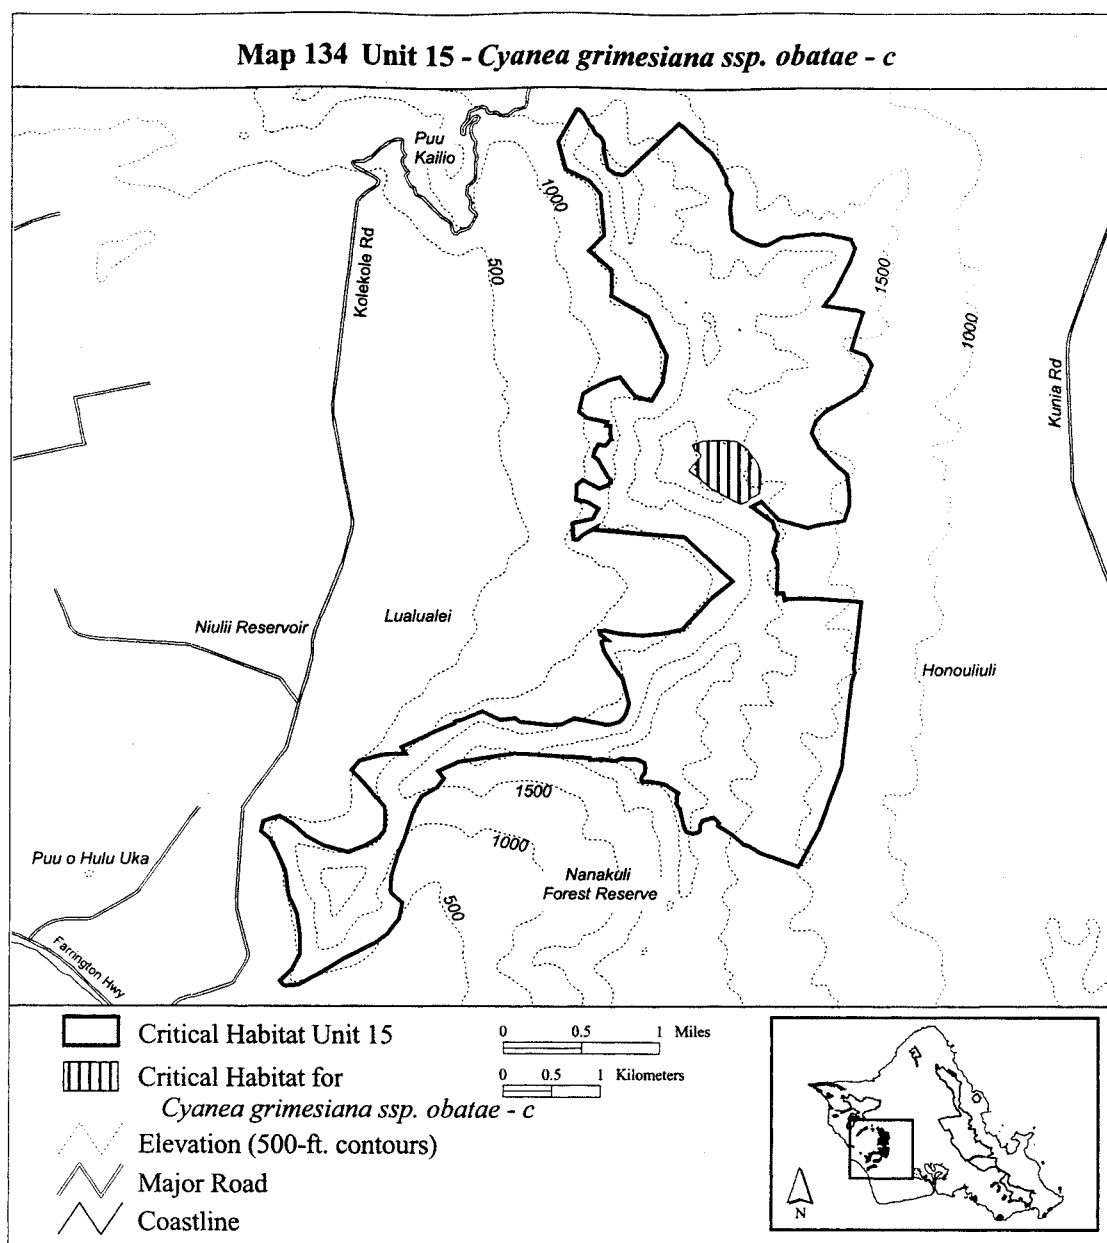 Map 134 Unit 15 - Cyanea grimesiana ssp. obatae - c
Puu
Kailio
1000
Kolekole Rd
500
1500
1000
Kunia Rd
Niulii Reservoir
Lualualei
Honouliuli
1500
1000
Puu o Hulu Uka
Nanakuli
Forest Reserve
500
Farrington Hwy
Critical Habitat Unit 15
0 0.5 1 Miles
Critical Habitat for
Cyanea grimesiana ssp. obatae - c
0 0.5 1 Kilometers
Elevation (500-ft. contours)
Major Road
Coastline
N